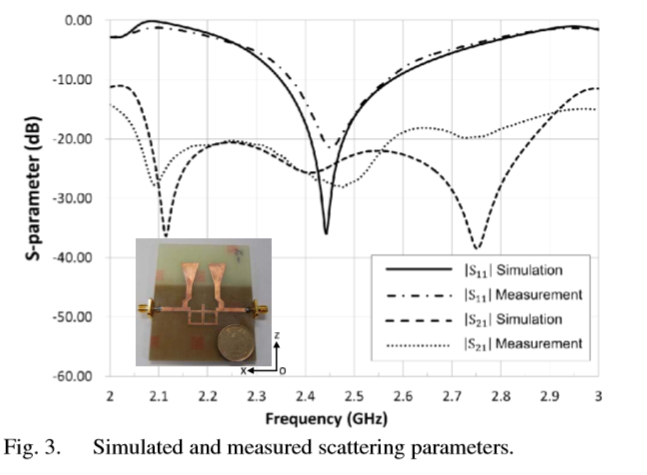 0.00
-10.00
-20.00
-30.00
-40.00
-50.00
-60.00
S-parameter (dB)
|S11| Simulation
|S11| Measurement
|S21| Simulation
|S21| Measurement
z
x
o
2 2.1 2.2 2.3 2.4 2.5 2.6 2.7 2.8 2.9 3
Frequency (GHz)
Fig. 3. Simulated and measured scattering parameters.